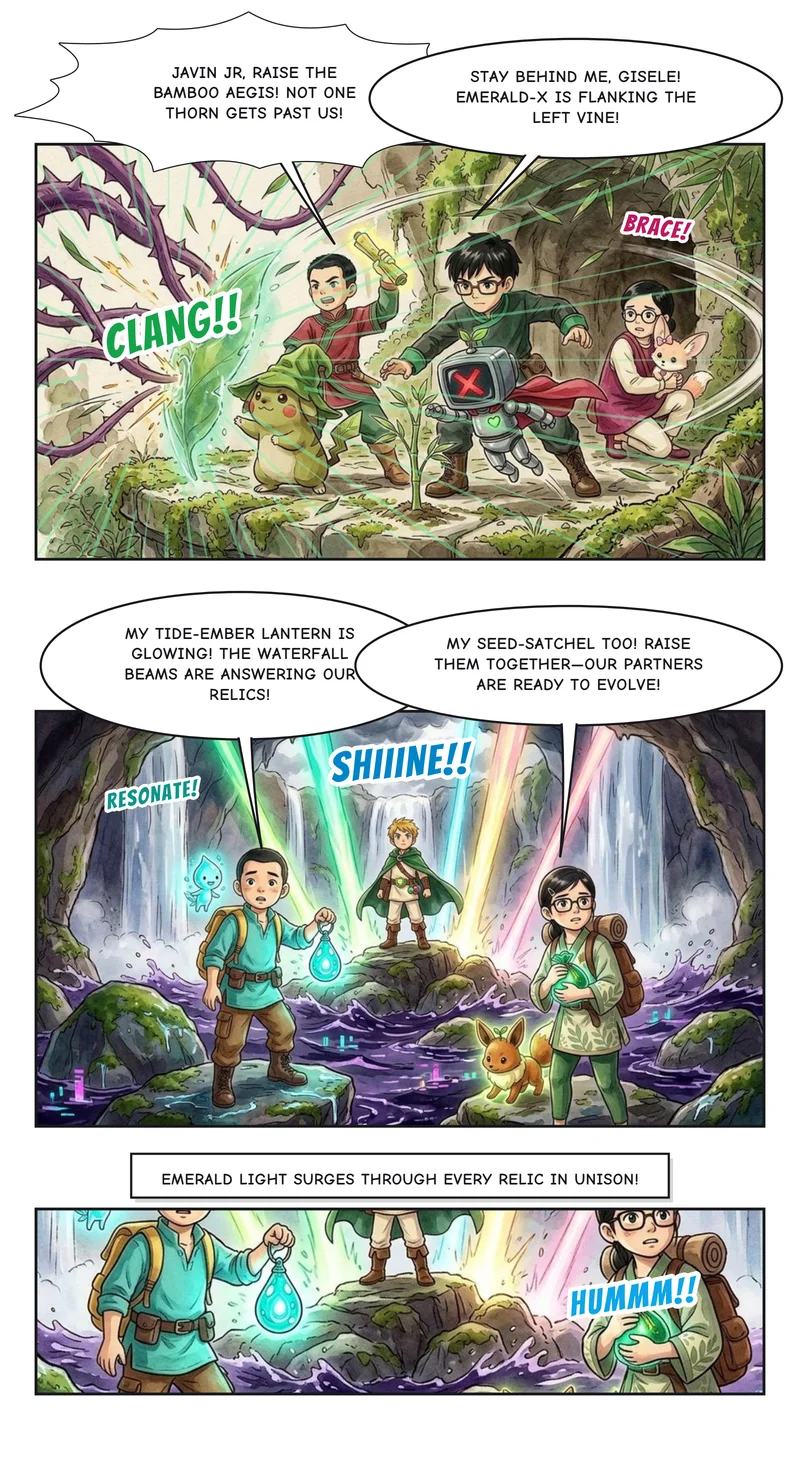 JAVIN JR, RAISE THE
BAMBOO AEGIS! NOT ONE
THORN GETS PAST US!
STAY BEHIND ME, GISELE!
EMERALD-X IS FLANKING THE
LEFT VINE!
BRACE!
CLANG!!
MY TIDE-EMBER LANTERN IS
GLOWING! THE WATERFALL
BEAMS ARE ANSWERING OUR
RELICS!
MY SEED-SATCHEL TOO! RAISE
THEM TOGETHER—OUR PARTNERS
ARE READY TO EVOLVE!
SHIIINE!!
RESONATE!
EMERALD LIGHT SURGES THROUGH EVERY RELIC IN UNISON!
HUMMM!!